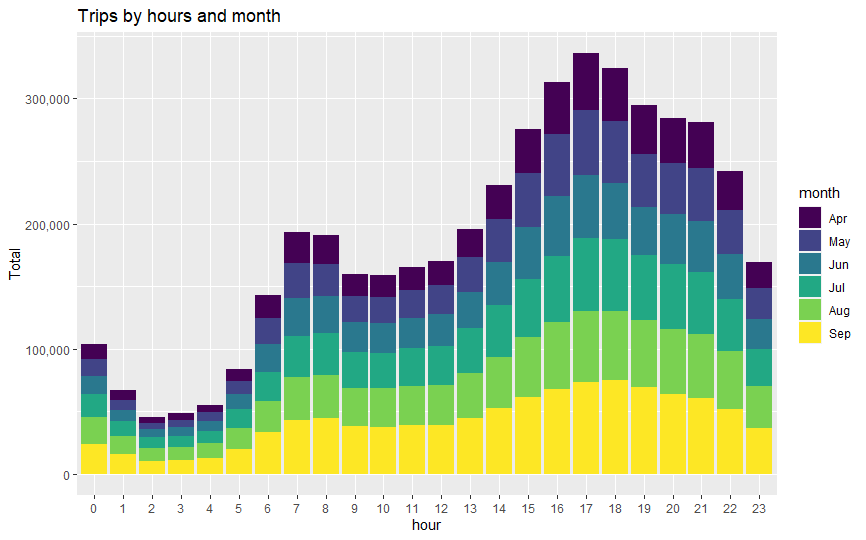 Trips by hours and month
Total
300,000
200,000
100,000
0
0 1 2 3 4 5 6 7 8 9 10 11 12 13 14 15 16 17 18 19 20 21 22 23
hour
month
Apr
May
Jun
Jul
Aug
Sep